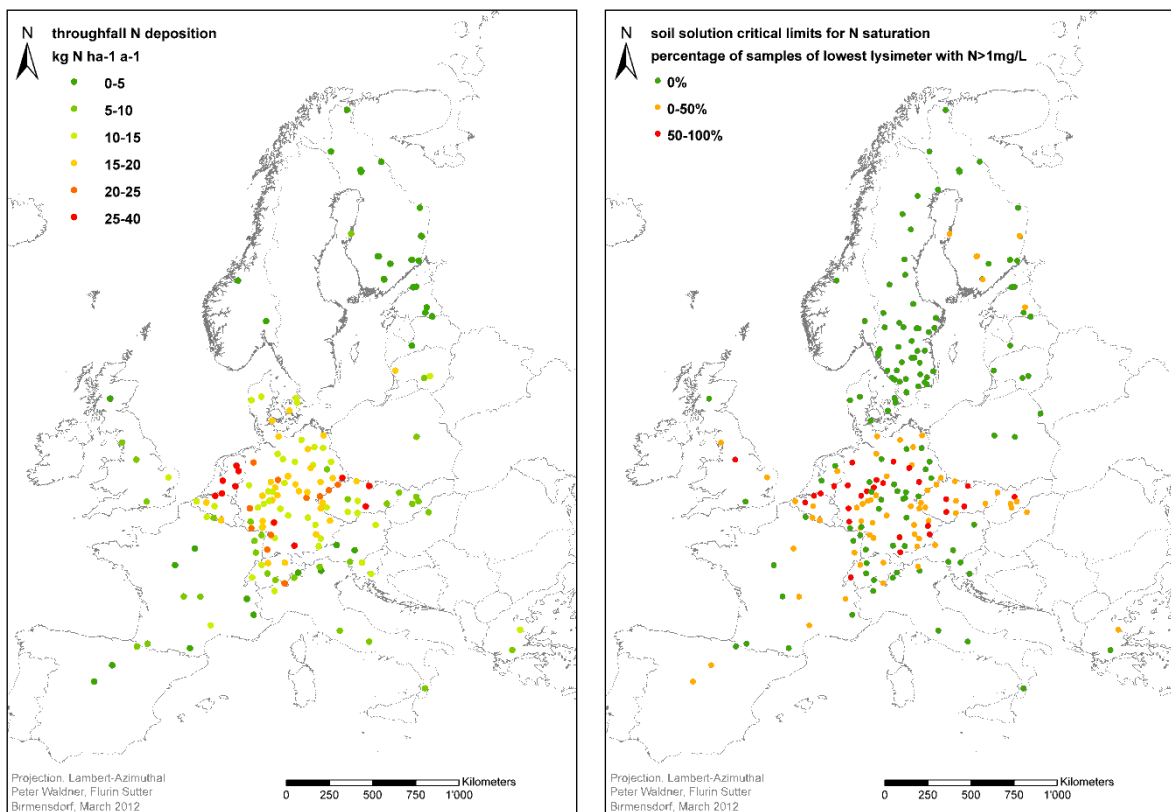 N
throughfall N deposition
kg N ha-1 a-1
0-5
5-10
10-15
15-20
20-25
25-40
Projection. Lambert-Azimuthal
Peter Waldner, Flurin Sutter
Birmensdorf, March 2012
Kilometers
0 250 500 750 1'000
N
soil solution critical limits for N saturation
percentage of samples of lowest lysimeter with N>1mg/L
0%
0-50%
50-100%
Projection. Lambert-Azimuthal
Peter Waldner, Flurin Sutter
Birmensdorf, March 2012
Kilometers
0 250 500 750 1'000